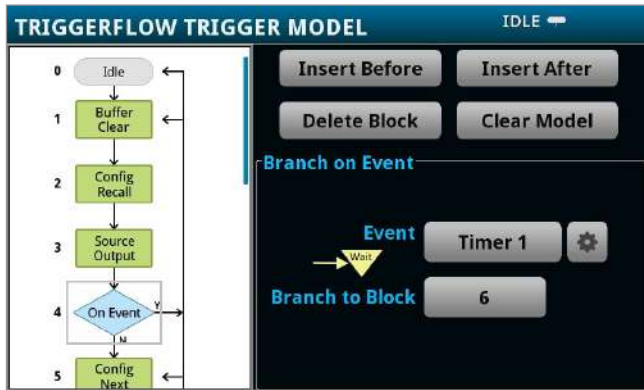 TRIGGERFLOW TRIGGER MODEL
IDLE
0
Idle
1
Buffer
Clear
2
Config
Recall
3
Source
Output
4
On Event
Y
N
5
Config
Next
Insert Before
Insert After
Delete Block
Clear Model
Branch on Event
Event
Timer 1
Wait
Branch to Block
6